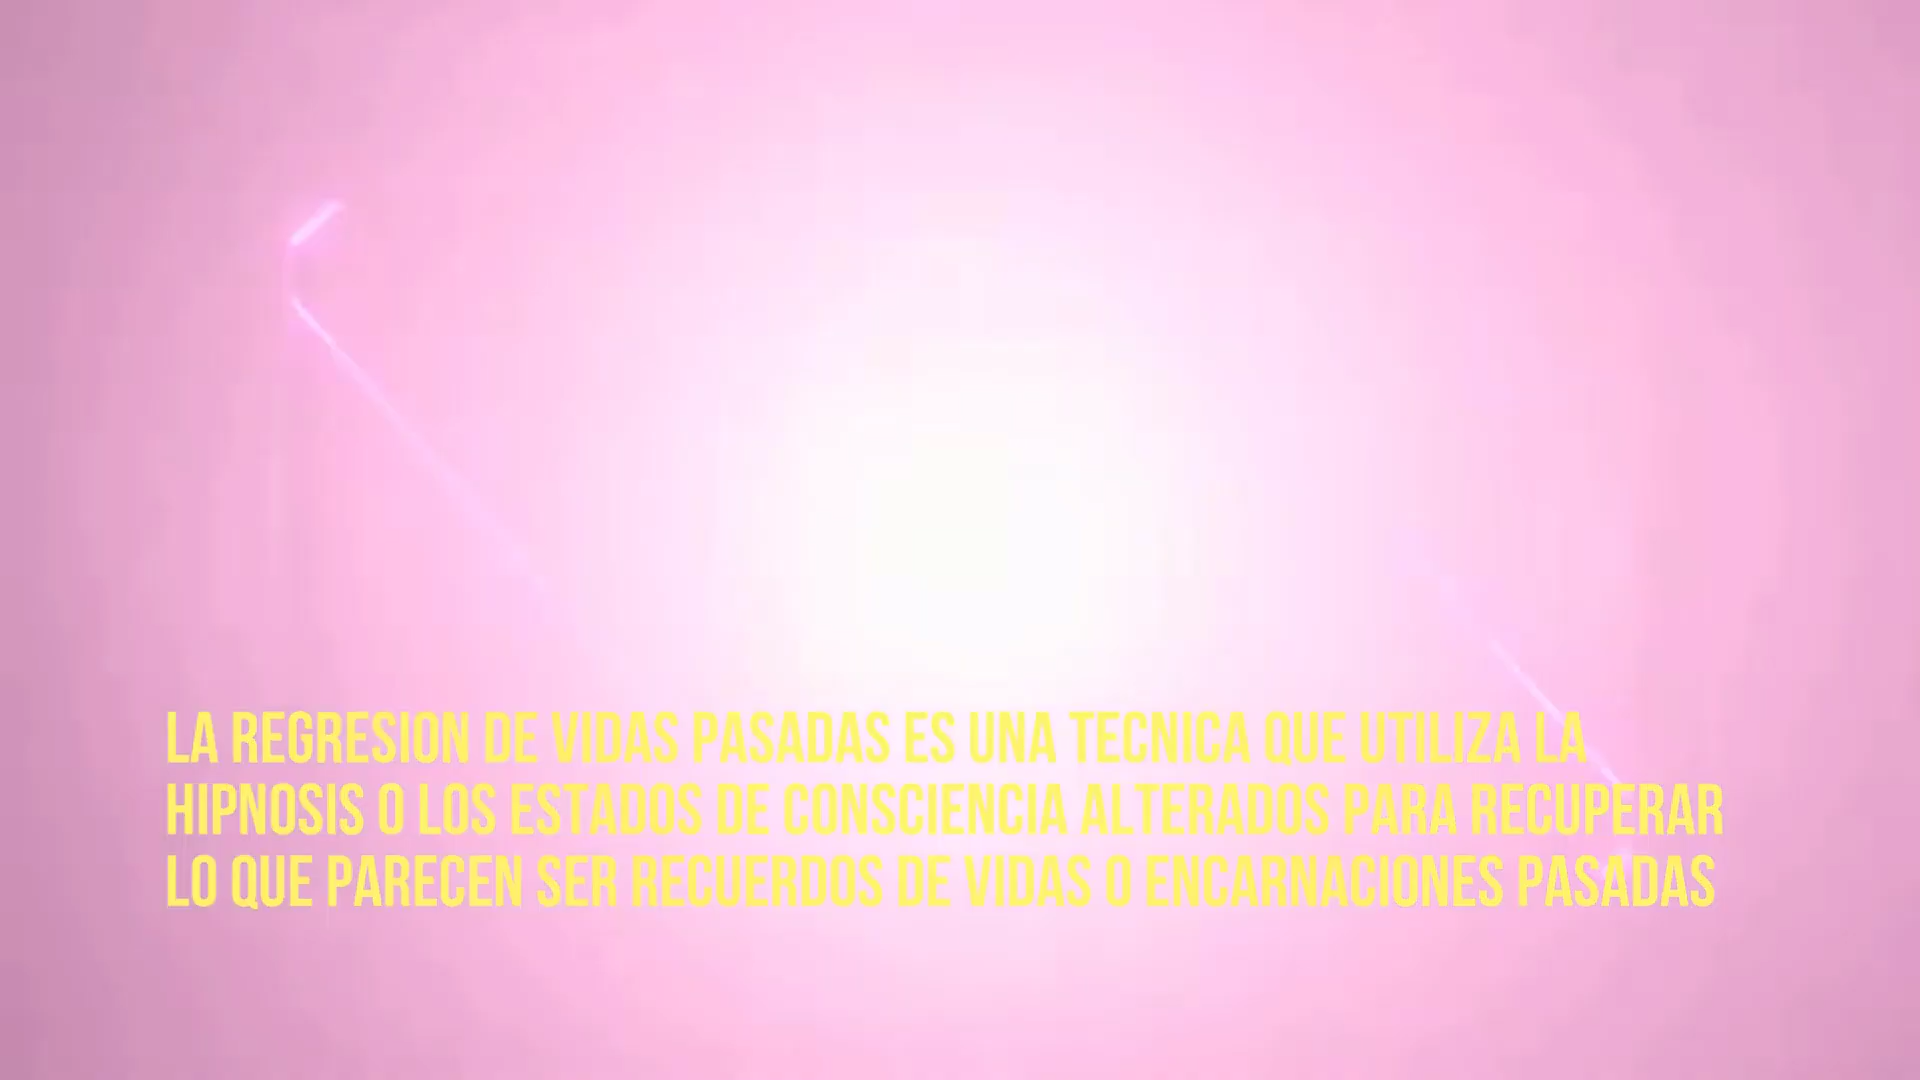 LA REGRESION DE VIDAS PASADAS ES UNA TECNICA QUE UTILIZA LA
HIPNOSIS O LOS ESTADOS DE CONSCIENCIA ALTERADOS PARA RECUPERAR
LO QUE PARECEN SER RECUERDOS DE VIDAS O ENCARNACIONES PASADAS